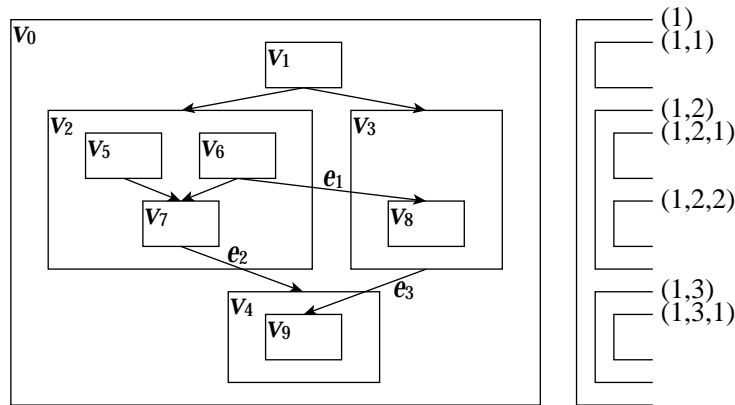 v0
(1)
v1
(1,1)
v2
v3
(1,2)
v5
v6
(1,2,1)
e1
v7
v8
(1,2,2)
e2
v4
e3
(1,3)
v9
(1,3,1)